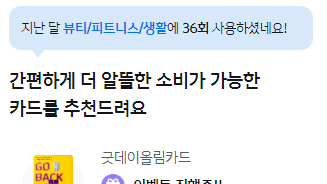 지난 달 뷰티/피트니스/생활에 36회 사용하셨네요!
간편하게 더 알뜰한 소비가 가능한
카드를 추천드려요
굿데이올림카드
GO
BACK